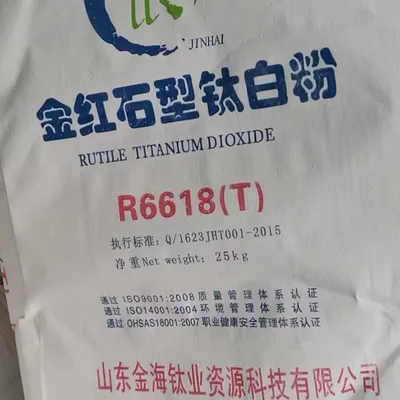 JINHAI
金红石型钛白粉
RUTILE TITANIUM DIOXIDE
R6618(T)
执行标准: Q/1623JHT001-2015
净重Net weight: 25kg
通过 ISO9001:2008 质量管理体系认证
通过 ISO14001:2004 环境管理体系认证
通过 OHSAS18001:2007 职业健康安全管理体系认证
山东金海钛业资源科技有限公司